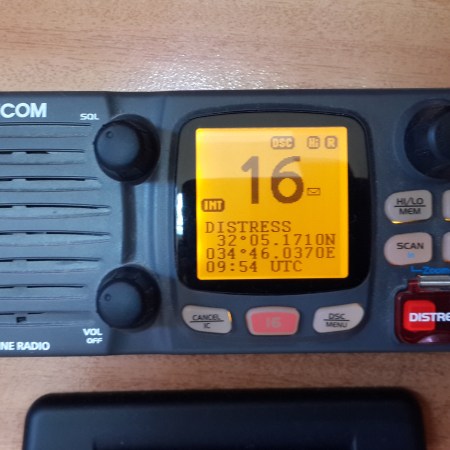 COM
SQL
DSC
R
16
INT
DISTRESS
32°05.1710N
034°46.0370E
09:54 UTC
HI/LO
MEM
SCAN
CANCEL
IC
16
DSC
MENU
DISTRE
VOL
OFF
NE RADIO